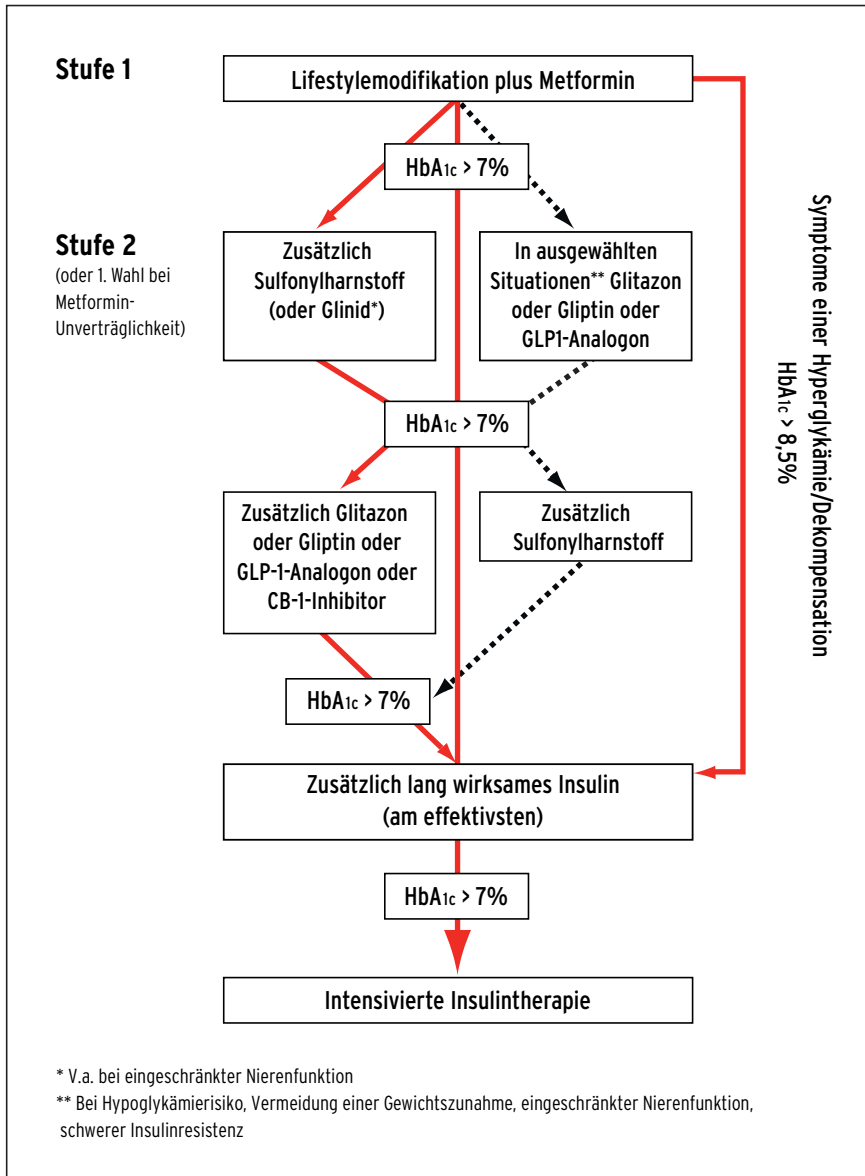 Stufe 1
Lifestylemodifikation plus Metformin
HbA1c > 7%
Stufe 2
(oder 1. Wahl bei
Metformin-
Unverträglichkeit)
Zusätzlich
Sulfonylharnstoff
(oder Glinid*)
In ausgewählten
Situationen** Glitazon
oder Gliptin oder
GLP1-Analogon
HbA1c > 7%
Zusätzlich Glitazon
oder Gliptin oder
GLP-1-Analogon oder
CB-1-Inhibitor
Zusätzlich
Sulfonylharnstoff
HbA1c > 7%
Zusätzlich lang wirksames Insulin
(am effektivsten)
HbA1c > 7%
Intensivierte Insulintherapie
Symptome einer Hyperglykämie/Dekompensation
HbA1c > 8,5%
* V.a. bei eingeschränkter Nierenfunktion
** Bei Hypoglykämierisiko, Vermeidung einer Gewichtszunahme, eingeschränkter Nierenfunktion,
schwerer Insulinresistenz